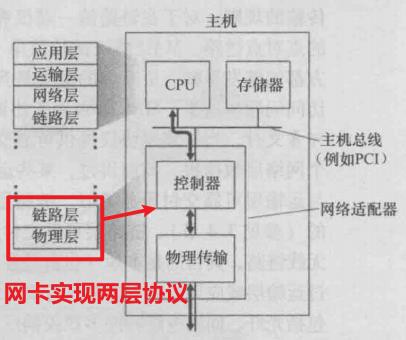 主机
应用层
运输层
网络层
链路层
CPU
存储器
主机总线
(例如PCI)
控制器
网络适配器
链路层
物理层
物理传输
网卡实现两层协议